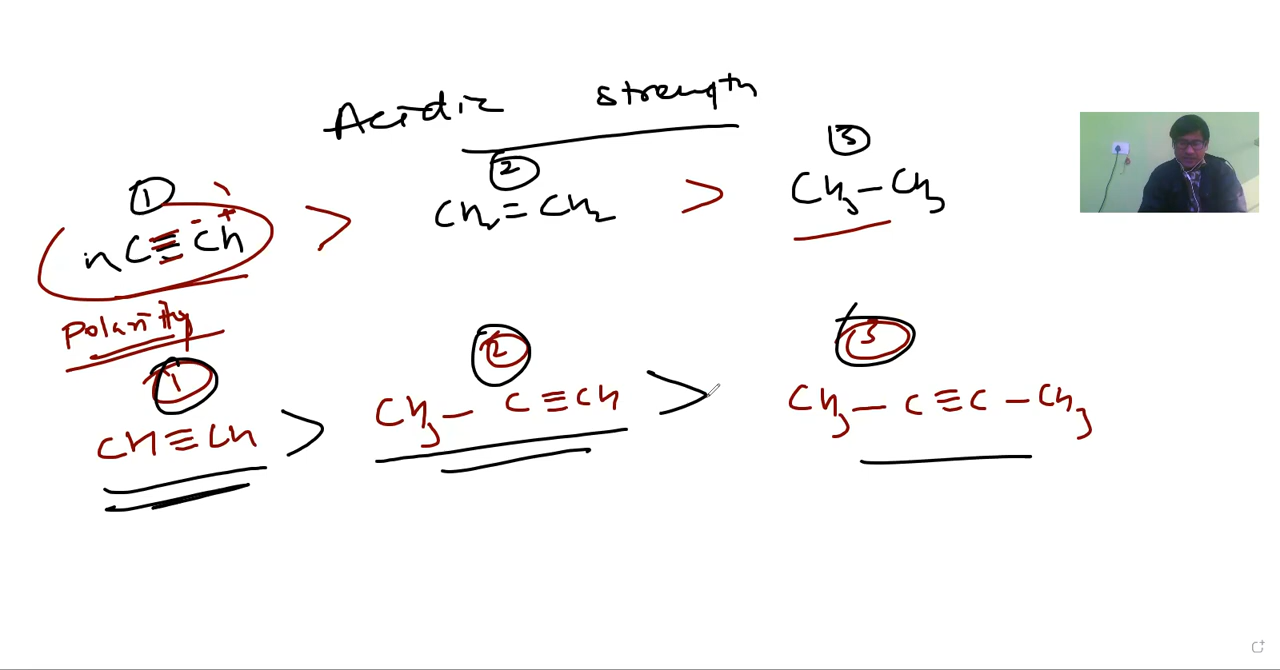 Acidic strength
① ② ③
HC≡CH > CH₂=CH₂ > CH₃-CH₃
- +
Polarity
① ② ③
CH≡CH > CH₃-C≡CH > CH₃-C≡C-CH₃